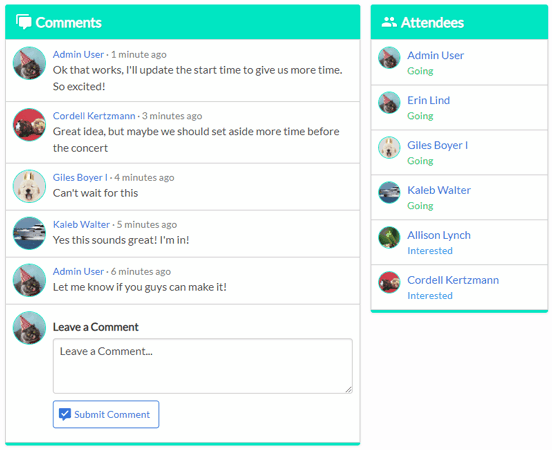 Comments
Admin User · 1 minute ago
Ok that works, I'll update the start time to give us more time.
So excited!
Cordell Kertzmann · 3 minutes ago
Great idea, but maybe we should set aside more time before
the concert
Giles Boyer I · 4 minutes ago
Can't wait for this
Kaleb Walter · 5 minutes ago
Yes this sounds great! I'm in!
Admin User · 6 minutes ago
Let me know if you guys can make it!
Leave a Comment
Leave a Comment...
Submit Comment
Attendees
Admin User
Going
Erin Lind
Going
Giles Boyer I
Going
Kaleb Walter
Going
Allison Lynch
Interested
Cordell Kertzmann
Interested